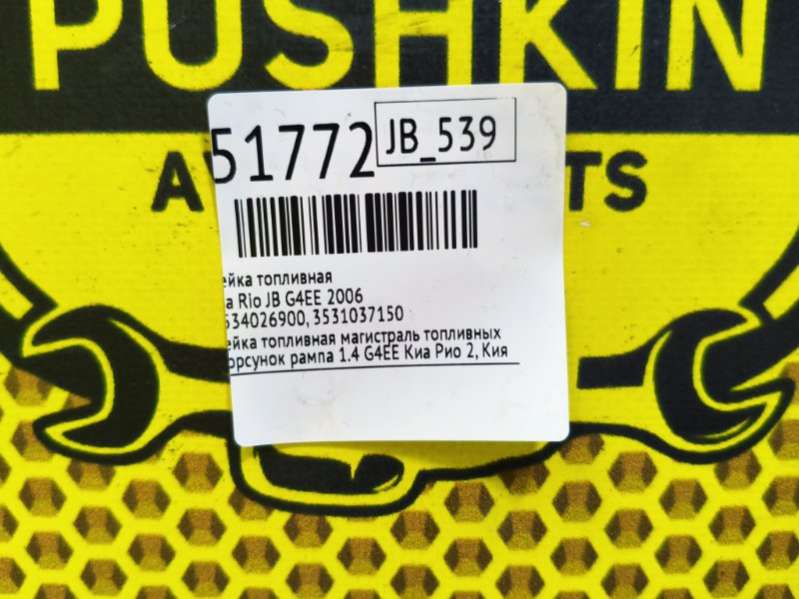 PUSHKIN
51772 JB_539
A TS
ейка топливная
a Rio JB G4EE 2006
534026900, 3531037150
ейка топливная магистраль топливных
орсунок рампа 1.4 G4EE Киа Рио 2, Кия